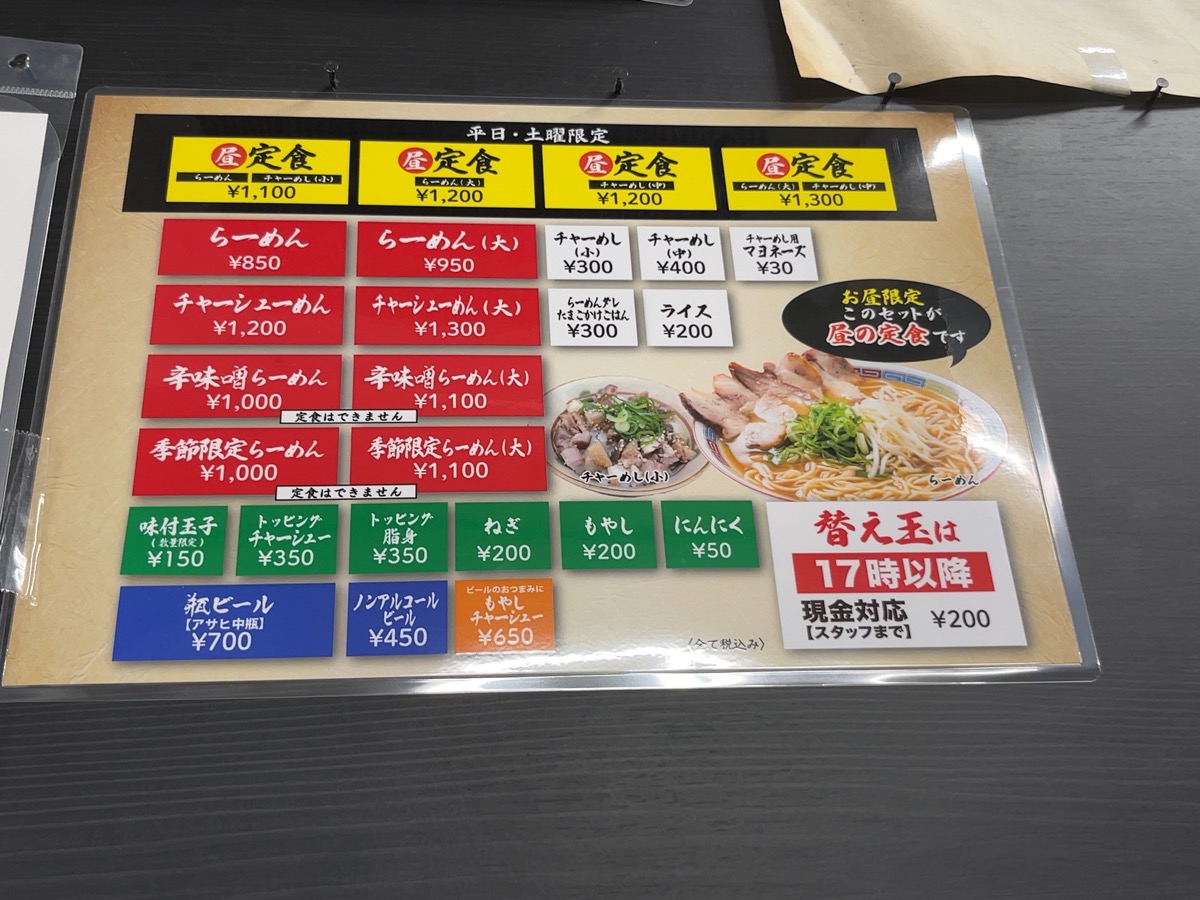 平日・土曜限定
昼定食
らーめん チャーめし(小)
¥1,100
昼定食
らーめん(大)
¥1,200
昼定食
チャーめし(中)
¥1,200
昼定食
らーめん(大) チャーめし(中)
¥1,300
らーめん
¥850
らーめん(大)
¥950
チャーめし
(小)
¥300
チャーめし
(中)
¥400
チャーめし用
マヨネーズ
¥30
チャーシューめん
¥1,200
チャーシューめん(大)
¥1,300
らーめんダレ
たまごかけごはん
¥300
ライス
¥200
お昼限定
このセットが
昼の定食です
辛味噌らーめん
¥1,000
辛味噌らーめん(大)
¥1,100
定食はできません
季節限定らーめん
¥1,000
季節限定らーめん(大)
¥1,100
定食はできません
チャーめし(小)
らーめん
味付玉子
(数量限定)
¥150
トッピング
チャーシュー
¥350
トッピング
脂身
¥350
ねぎ
¥200
もやし
¥200
にんにく
¥50
替え玉は
17時以降
現金対応
【スタッフまで】
¥200
瓶ビール
【アサヒ中瓶】
¥700
ノンアルコール
ビール
¥450
ビールのおつまみに
もやし
チャーシュー
¥650
〈全て税込み〉